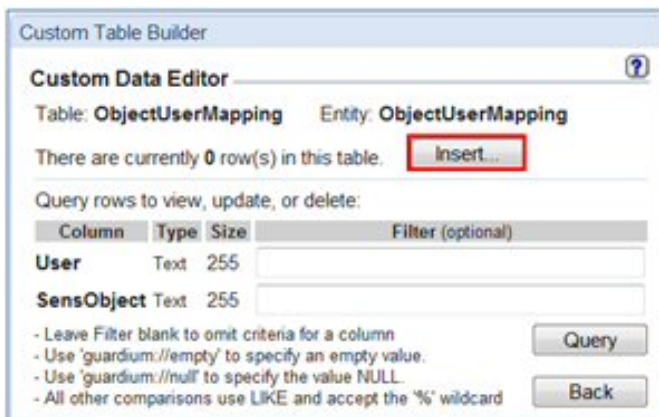 Custom Table Builder
Custom Data Editor
?
Table: ObjectUserMapping Entity: ObjectUserMapping
There are currently 0 row(s) in this table. Insert...
Query rows to view, update, or delete:
Column Type Size Filter (optional)
User Text 255
SensObject Text 255
- Leave Filter blank to omit criteria for a column
- Use 'guardium://empty' to specify an empty value.
- Use 'guardium://null' to specify the value NULL.
- All other comparisons use LIKE and accept the '%' wildcard
Query
Back